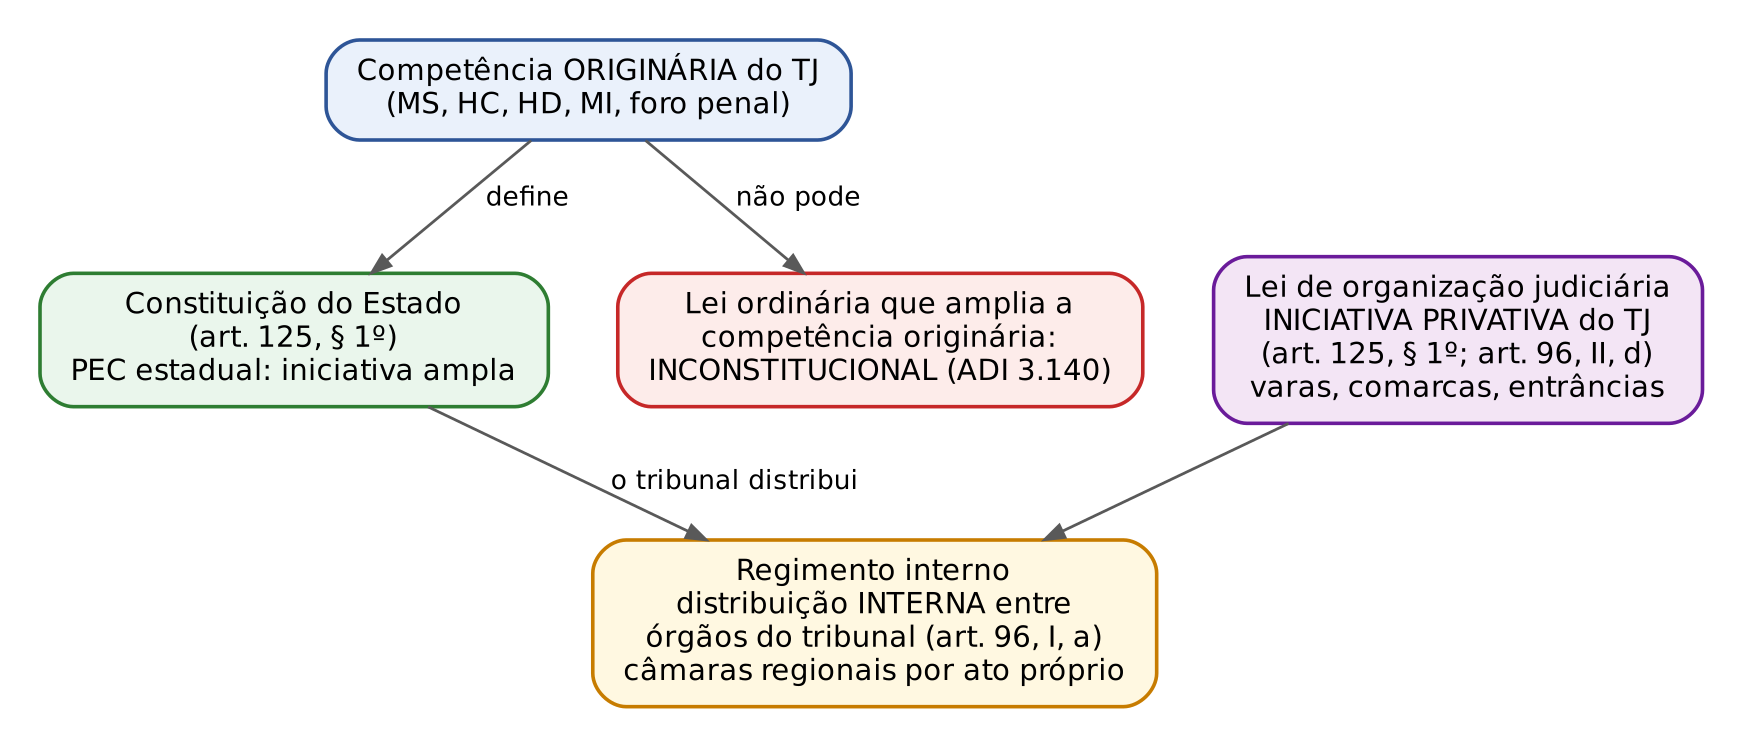 Competência ORIGINÁRIA do TJ
(MS, HC, HD, MI, foro penal)
define
não pode
Constituição do Estado
(art. 125, § 1º)
PEC estadual: iniciativa ampla
Lei ordinária que amplia a
competência originária:
INCONSTITUCIONAL (ADI 3.140)
Lei de organização judiciária
INICIATIVA PRIVATIVA do TJ
(art. 125, § 1º; art. 96, II, d)
varas, comarcas, entrâncias
o tribunal distribui
Regimento interno
distribuição INTERNA entre
órgãos do tribunal (art. 96, I, a)
câmaras regionais por ato próprio